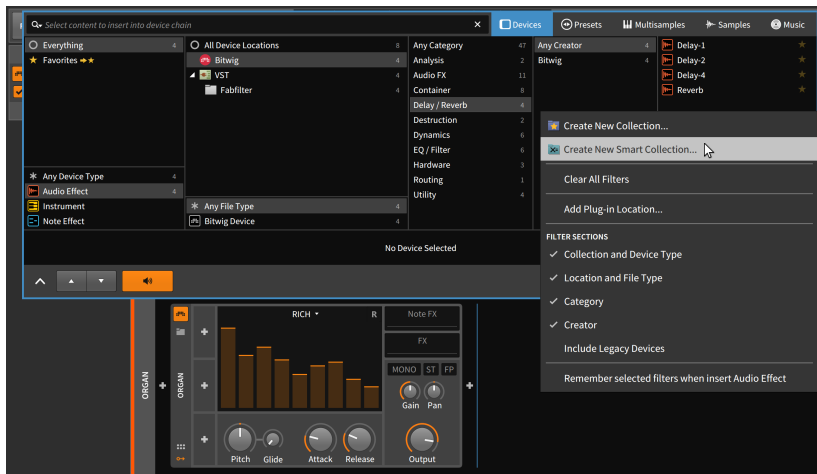 Select content to insert into device chain
Devices
Presets
Multisamples
Samples
Music
Everything 4
Favorites
Any Device Type 4
Audio Effect 4
Instrument
Note Effect
All Device Locations 8
Bitwig 4
VST 4
Fabfilter 4
Any File Type 4
Bitwig Device 4
Any Category 47
Analysis 2
Audio FX 11
Container 8
Delay / Reverb 4
Destruction 2
Dynamics 6
EQ / Filter 6
Hardware 3
Routing 1
Utility 4
Any Creator 4
Bitwig 4
Delay-1
Delay-2
Delay-4
Reverb
No Device Selected
Create New Collection...
Create New Smart Collection...
Clear All Filters
Add Plug-in Location...
FILTER SECTIONS
Collection and Device Type
Location and File Type
Category
Creator
Include Legacy Devices
Remember selected filters when insert Audio Effect
ORGAN
ORGAN
RICH
R
Note FX
FX
MONO ST FP
Gain Pan
Pitch Glide Attack Release Output